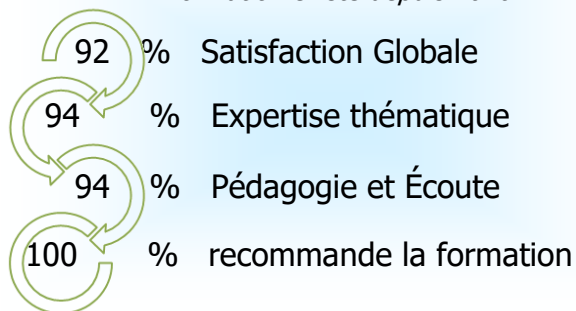 92 % Satisfaction Globale
94 % Expertise thématique
94 % Pédagogie et Écoute
100 % recommande la formation